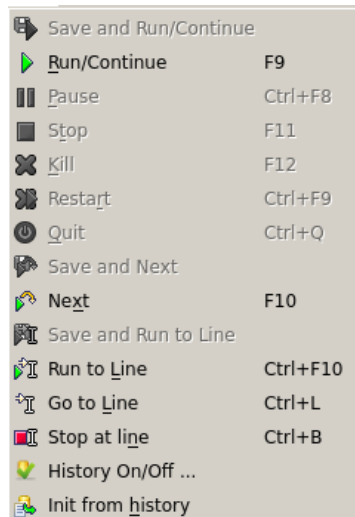 Save and Run/Continue
Run/Continue F9
Pause Ctrl+F8
Stop F11
Kill F12
Restart Ctrl+F9
Quit Ctrl+Q
Save and Next
Next F10
Save and Run to Line
Run to Line Ctrl+F10
Go to Line Ctrl+L
Stop at line Ctrl+B
History On/Off ...
Init from history